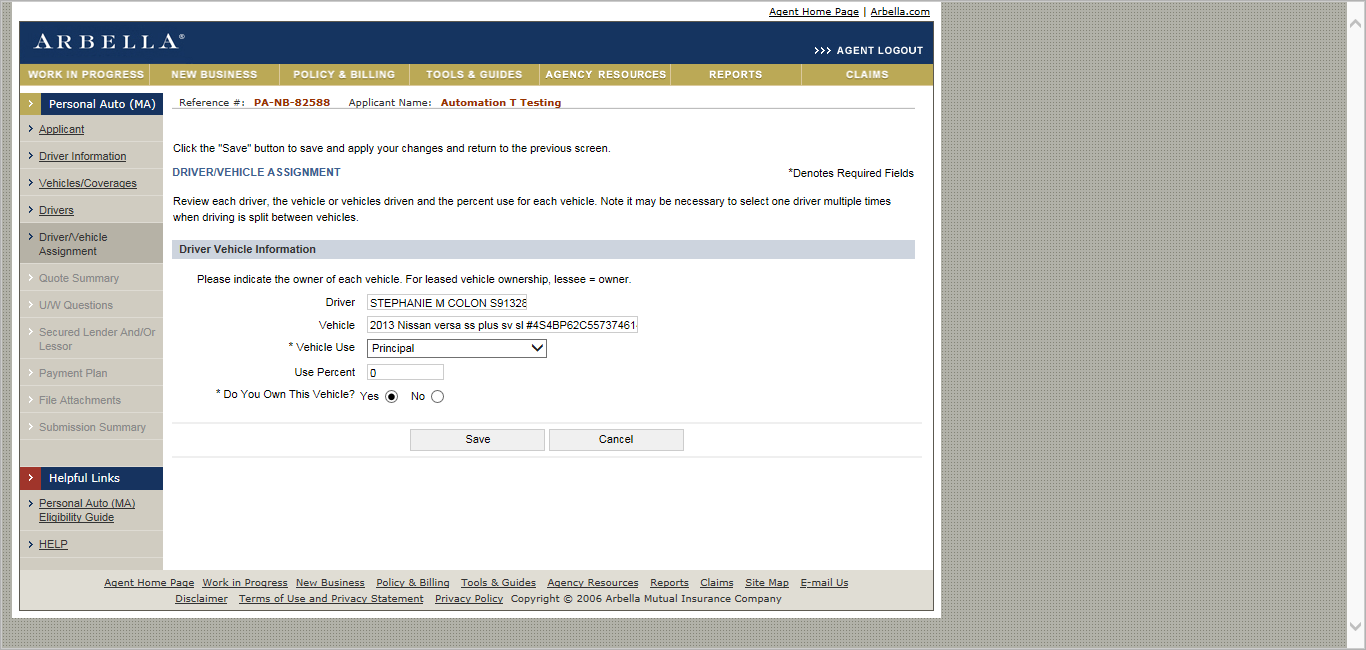 Agent Home Page | Arbella.com
ARBELLA®
>>> AGENT LOGOUT
WORK IN PROGRESS NEW BUSINESS POLICY & BILLING TOOLS & GUIDES AGENCY RESOURCES REPORTS CLAIMS
Personal Auto (MA)
Applicant
Driver Information
Vehicles/Coverages
Drivers
Driver/Vehicle
Assignment
Quote Summary
U/W Questions
Secured Lender And/Or
Lessor
Payment Plan
File Attachments
Submission Summary
Helpful Links
Personal Auto (MA)
Eligibility Guide
HELP
Reference #: PA-NB-82588 Applicant Name: Automation T Testing
Click the "Save" button to save and apply your changes and return to the previous screen.
DRIVER/VEHICLE ASSIGNMENT
*Denotes Required Fields
Review each driver, the vehicle or vehicles driven and the percent use for each vehicle. Note it may be necessary to select one driver multiple times
when driving is split between vehicles.
Driver Vehicle Information
Please indicate the owner of each vehicle. For leased vehicle ownership, lessee = owner.
Driver STEPHANIE M COLON S91328
Vehicle 2013 Nissan versa ss plus sv sl #4S4BP62C55737461
* Vehicle Use Principal
Use Percent 0
* Do You Own This Vehicle? Yes No
Save Cancel
Agent Home Page Work in Progress New Business Policy & Billing Tools & Guides Agency Resources Reports Claims Site Map E-mail Us
Disclaimer Terms of Use and Privacy Statement Privacy Policy Copyright © 2006 Arbella Mutual Insurance Company